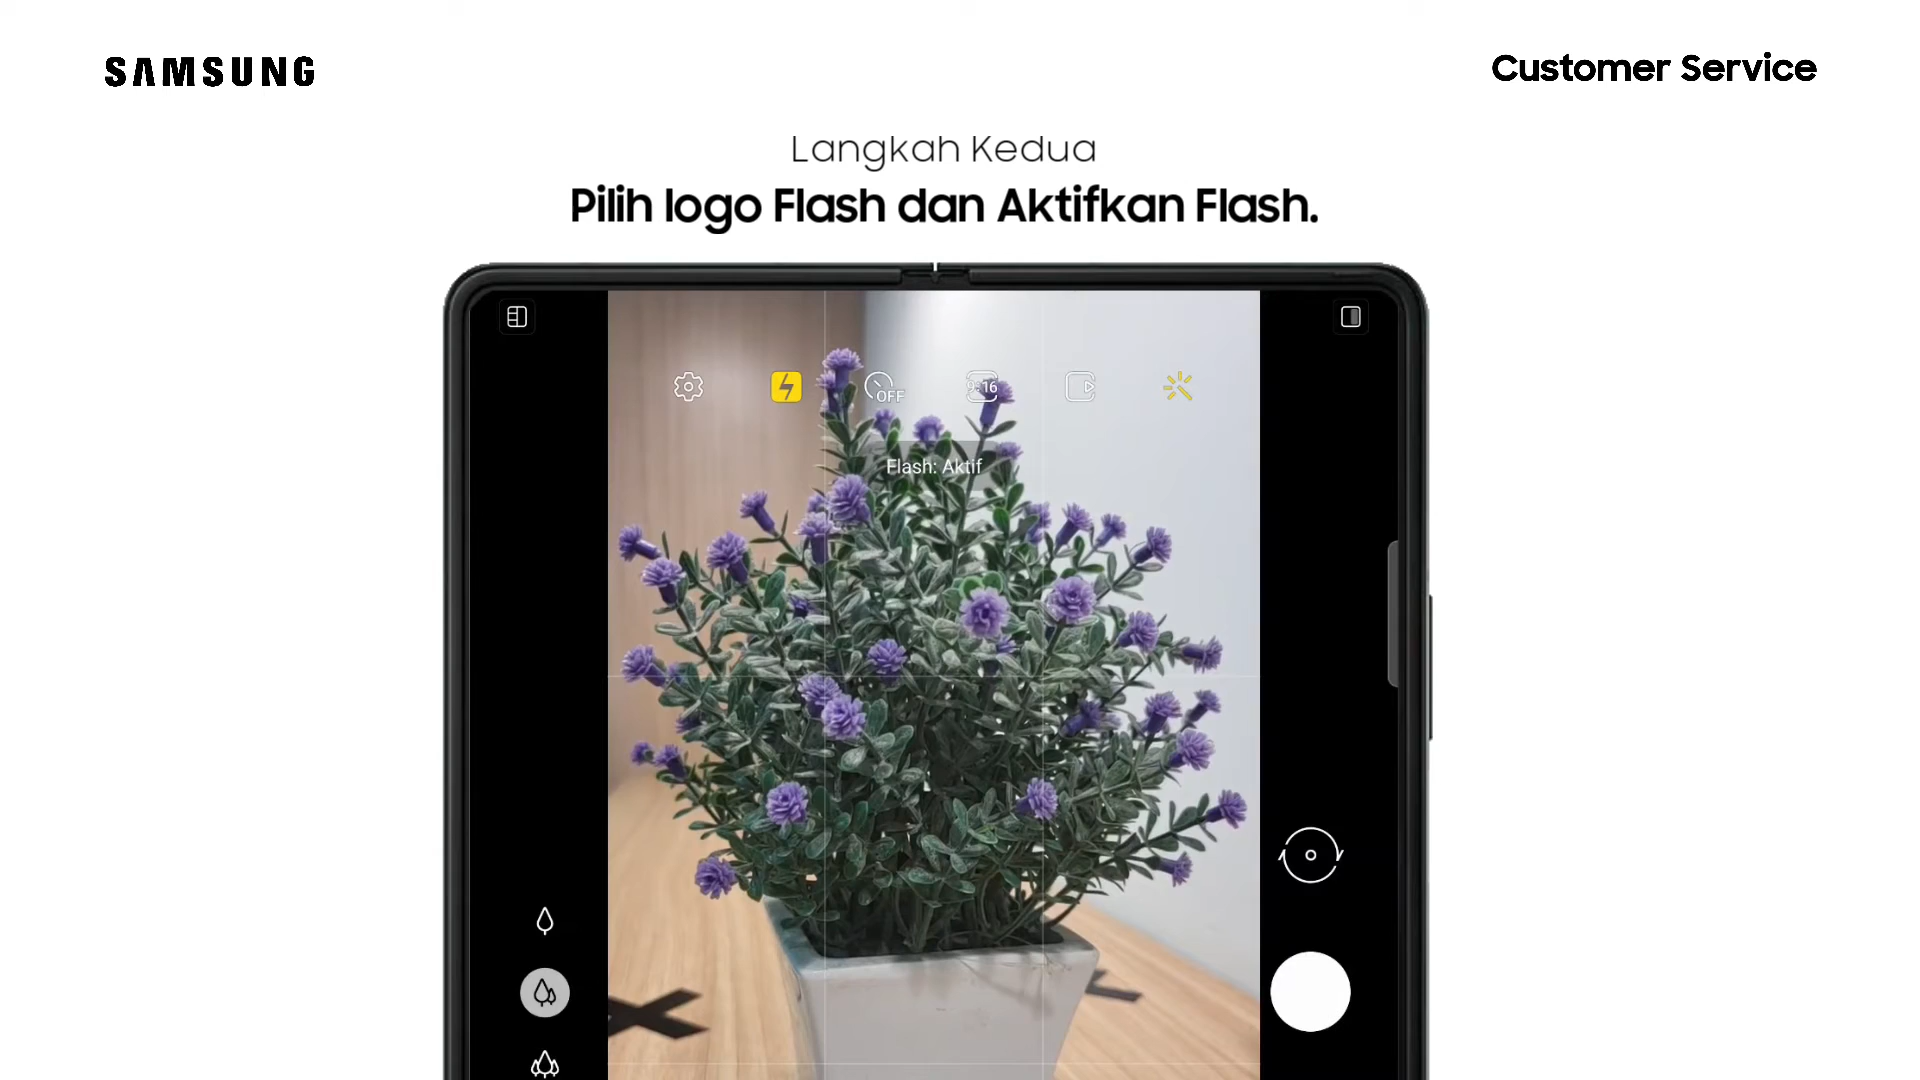 SAMSUNG
Customer Service
Langkah Kedua
Pilih logo Flash dan Aktifkan Flash.
OFF
9:16
Flash: Aktif